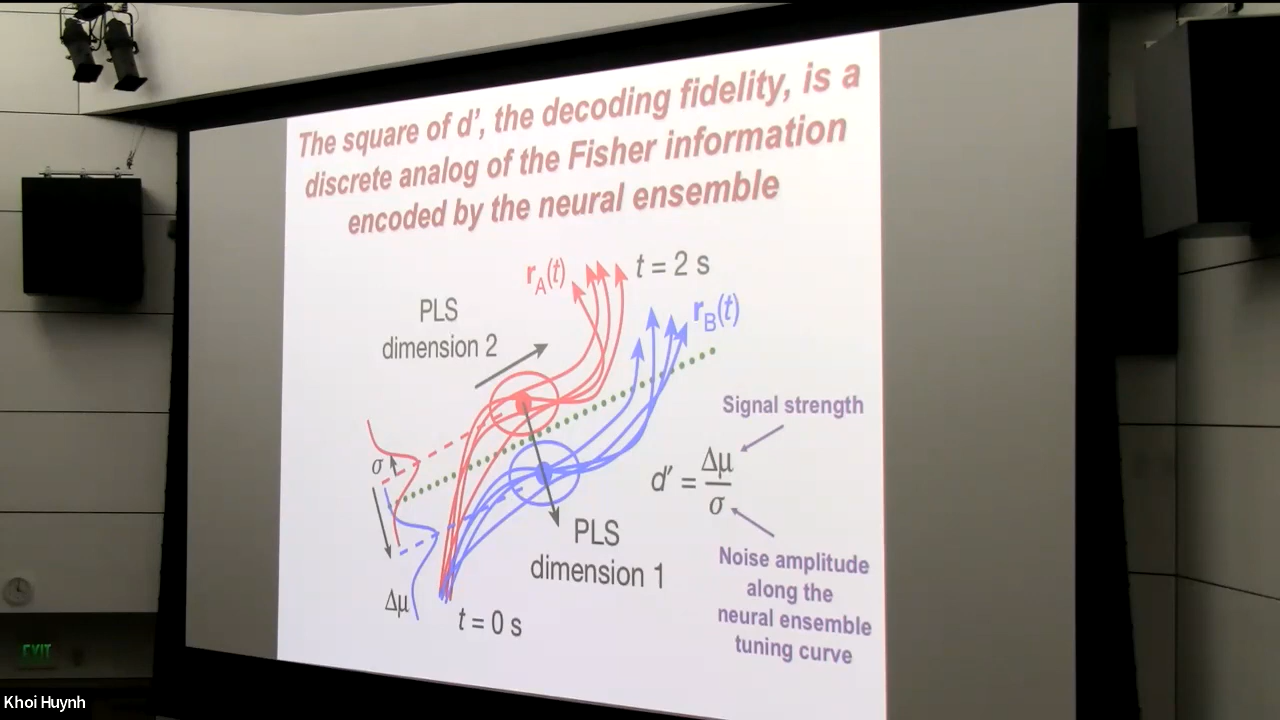 The square of d', the decoding fidelity, is a
discrete analog of the Fisher information
encoded by the neural ensemble
r_A(t)
t = 2 s
PLS
dimension 2
r_B(t)
Signal strength
σ
d' = Δμ/σ
PLS
dimension 1
Noise amplitude
along the
neural ensemble
tuning curve
Δμ
t = 0 s
EXIT
Khoi Huynh